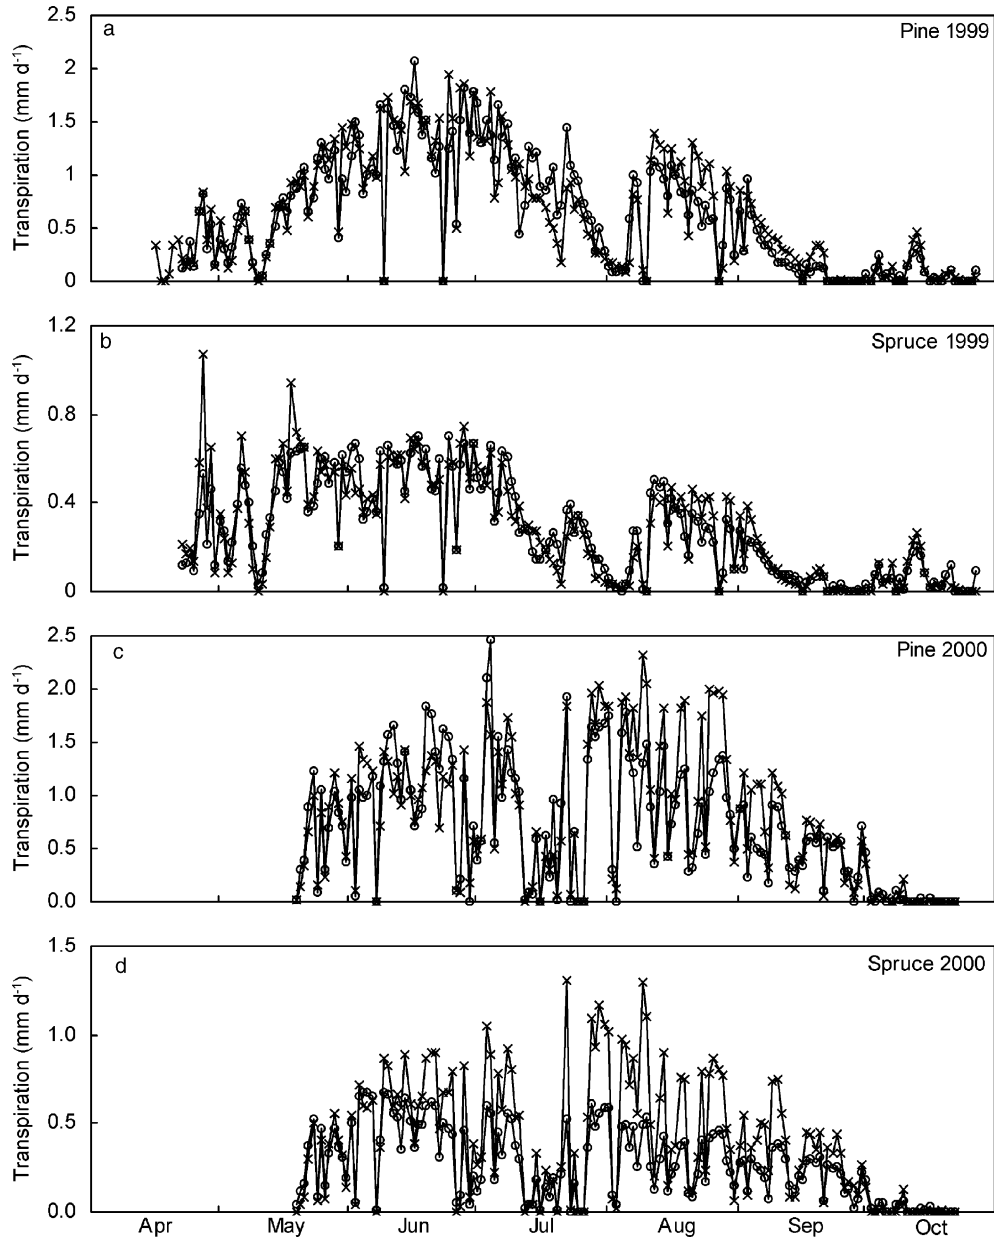 2.5
a
Pine 1999
2
1.5
1
0.5
0
Transpiration (mm d-1)
1.2
b
Spruce 1999
0.8
0.4
0
Transpiration (mm d-1)
2.5
c
Pine 2000
2.0
1.5
1.0
0.5
0.0
Transpiration (mm d-1)
1.5
d
Spruce 2000
1.0
0.5
0.0
Transpiration (mm d-1)
Apr May Jun Jul Aug Sep Oct